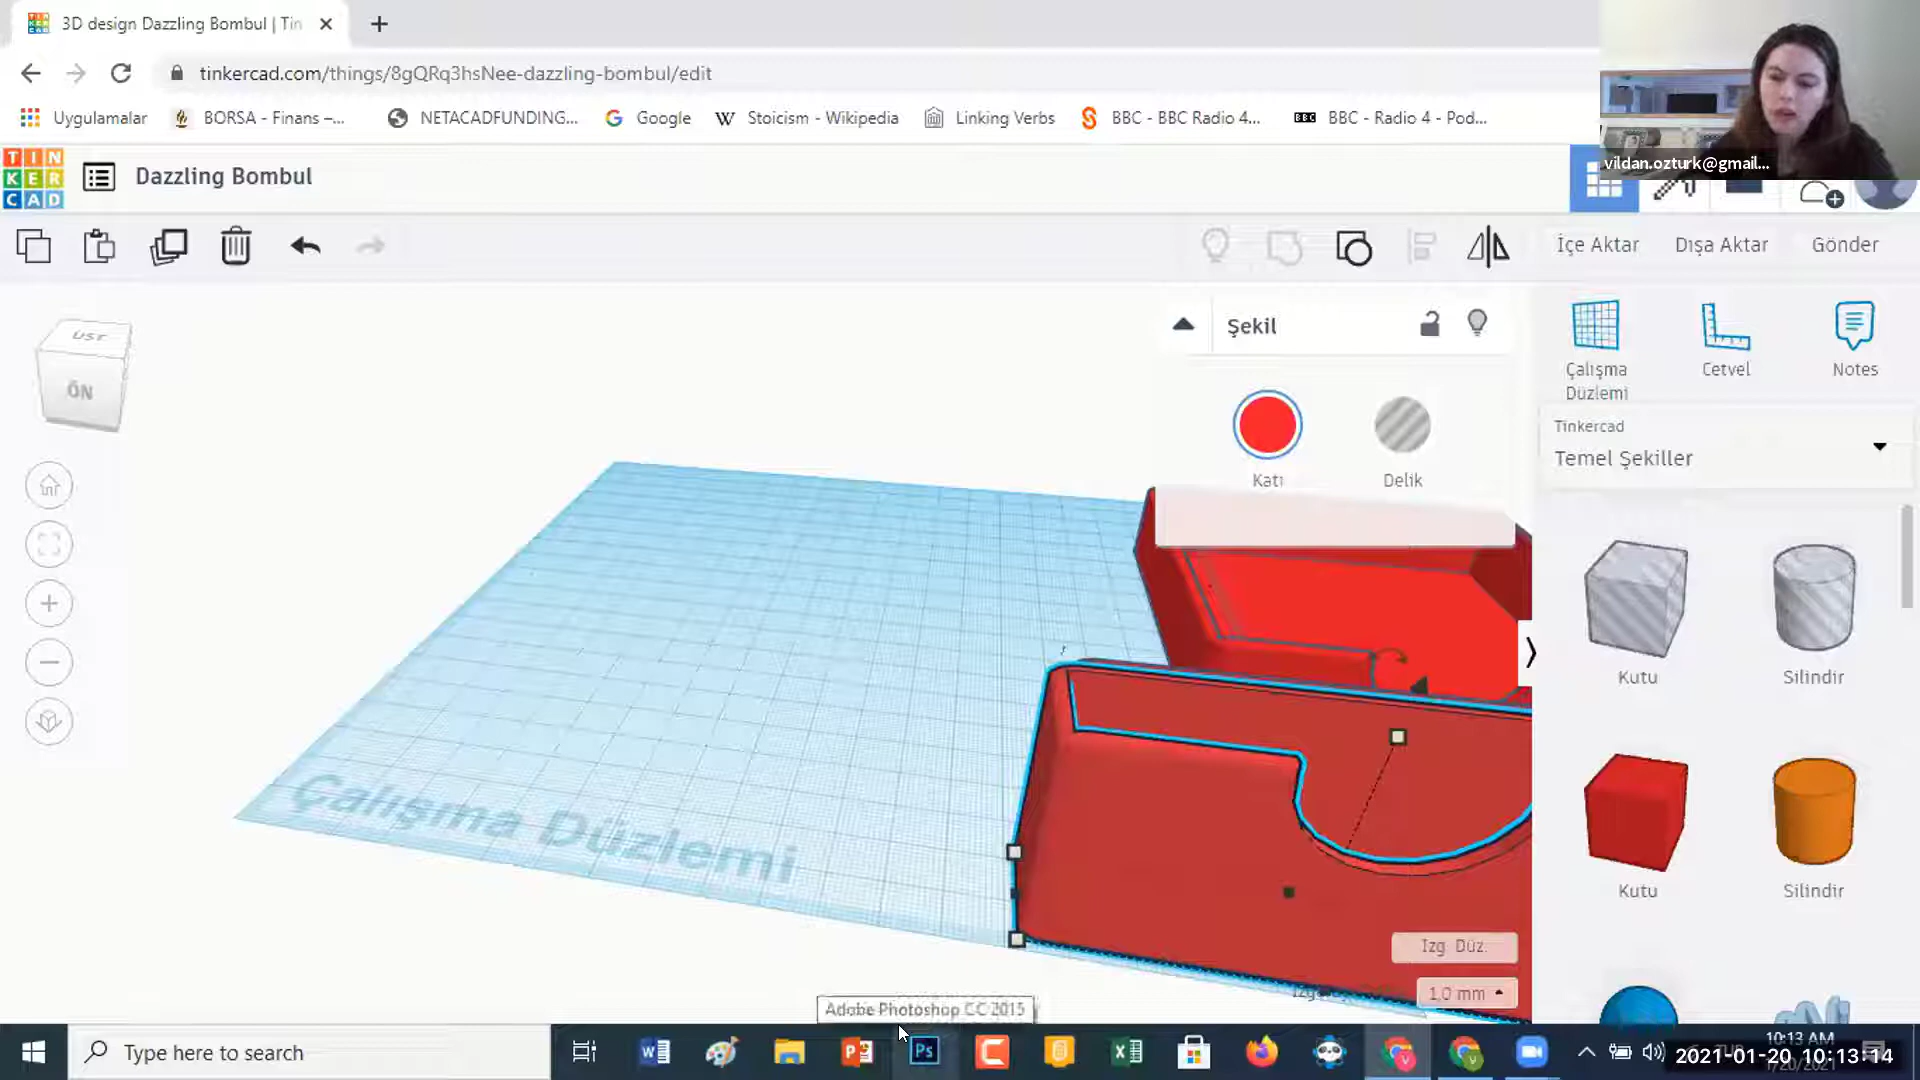 3D design Dazzling Bombul | Tin
tinkercad.com/things/8gQRq3hsNee-dazzling-bombul/edit
Uygulamalar
BORSA - Finans –...
NETACADFUNDING...
Google
Stoicism - Wikipedia
Linking Verbs
BBC - BBC Radio 4...
BBC - Radio 4 - Pod...
vildan.ozturk@gmail...
TIN
KER
CAD
Dazzling Bombul
İçe Aktar
Dışa Aktar
Gönder
ÜST
ÖN
Şekil
Katı
Delik
Çalışma
Düzlemi
Cetvel
Notes
Tinkercad
Temel Şekiller
Kutu
Silindir
Kutu
Silindir
Çalışma Düzlemi
Izg Düz.
1,0 mm
Adobe Photoshop CC 2015
Type here to search
10:13 AM
2021-01-20 10:13:14
1/20/2021